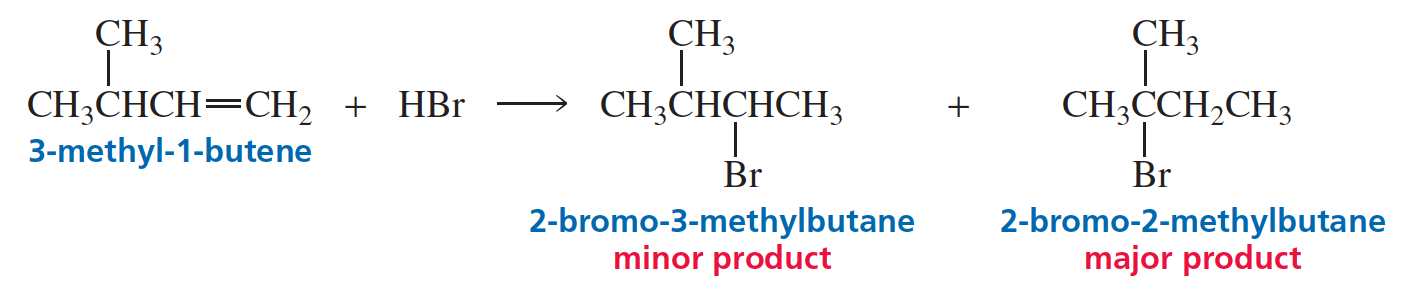 CH₃ CH₃ CH₃
CH₃CHCH=CH₂ + HBr ⟶ CH₃CHCHCH₃ + CH₃CCH₂CH₃
3-methyl-1-butene
Br Br
2-bromo-3-methylbutane 2-bromo-2-methylbutane
minor product major product